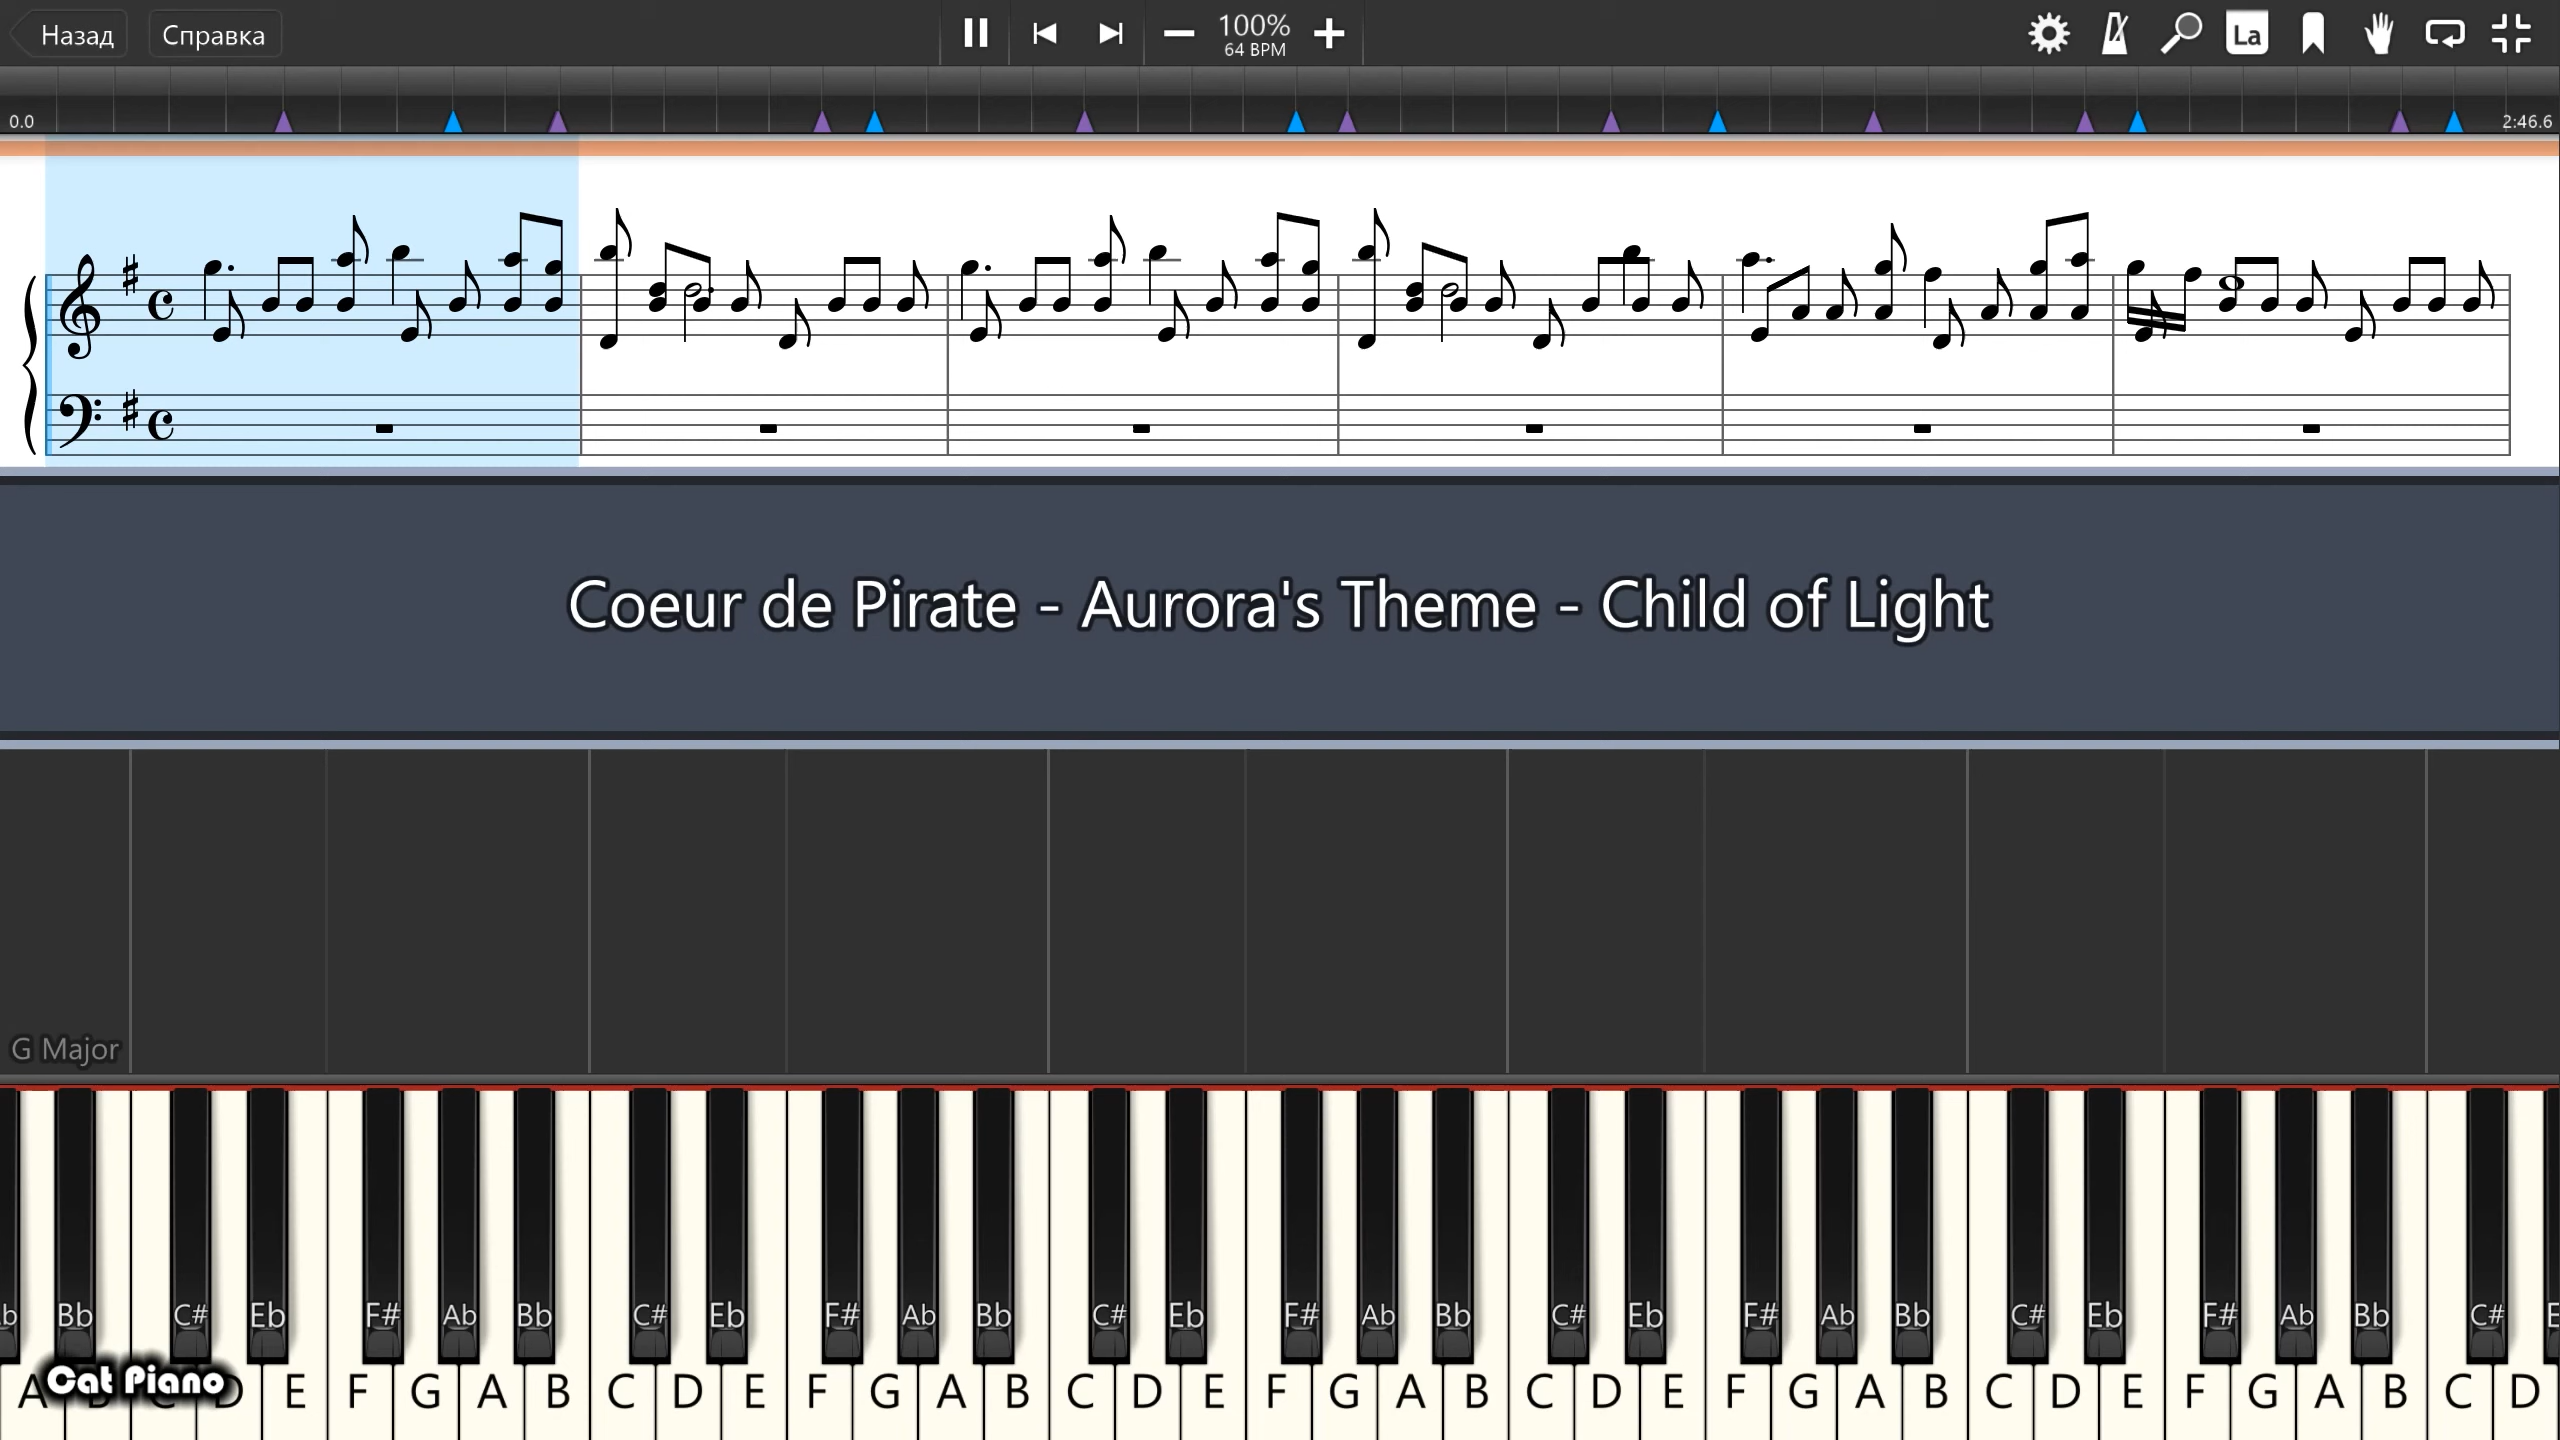 Назад Справка 100% La
64 BPM
0.0 2:46.6
Coeur de Pirate - Aurora's Theme - Child of Light
G Major
b Bb C# Eb F# Ab Bb C# Eb F# Ab Bb C# Eb F# Ab Bb C# Eb F# Ab Bb C# Eb F# Ab Bb C# E
Cat Piano
A B C D E F G A B C D E F G A B C D E F G A B C D E F G A B C D E F G A B C D